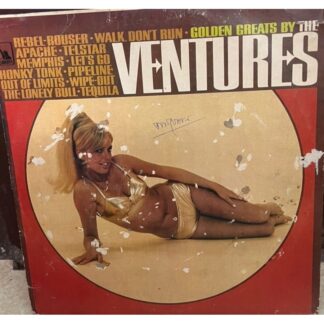 GOLDEN GREATS BY THE
VENTURES
REBEL-ROUSER · WALK, DON'T RUN ·
APACHE · TELSTAR
MEMPHIS · LET'S GO
HONKY TONK · PIPELINE
OUT OF LIMITS · WIPE-OUT
THE LONELY BULL · TEQUILA